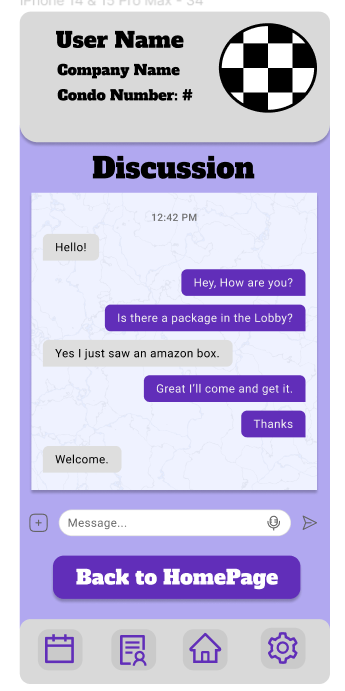 iPhone 14 & 15 Pro Max - 34
User Name
Company Name
Condo Number: #
Discussion
12:42 PM
Hello!
Hey, How are you?
Is there a package in the Lobby?
Yes I just saw an amazon box.
Great I'll come and get it.
Thanks
Welcome.
Message...
Back to HomePage